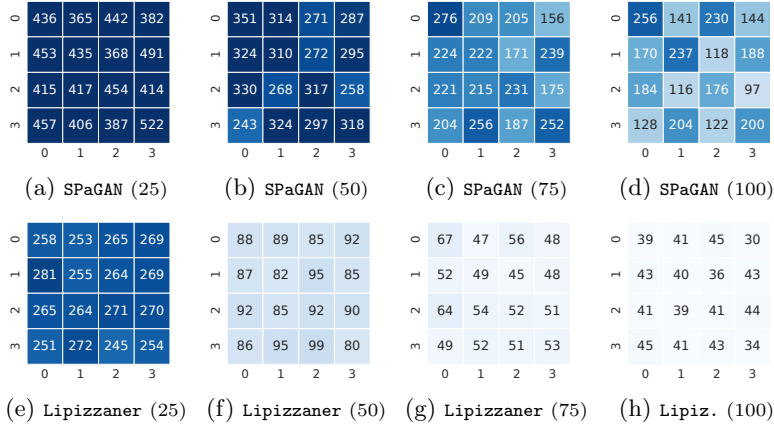 0 436 365 442 382 0 351 314 271 287 0 276 209 205 156 0 256 141 230 144
1 453 435 368 491 1 324 310 272 295 1 224 222 171 239 1 170 237 118 188
2 415 417 454 414 2 330 268 317 258 2 221 215 231 175 2 184 116 176 97
3 457 406 387 522 3 243 324 297 318 3 204 256 187 252 3 128 204 122 200
0 1 2 3 0 1 2 3 0 1 2 3 0 1 2 3
(a) SPaGAN (25) (b) SPaGAN (50) (c) SPaGAN (75) (d) SPaGAN (100)
0 258 253 265 269 0 88 89 85 92 0 67 47 56 48 0 39 41 45 30
1 281 255 264 269 1 87 82 95 85 1 52 49 45 48 1 43 40 36 43
2 265 264 271 270 2 92 85 92 90 2 64 54 52 51 2 41 39 41 44
3 251 272 245 254 3 86 95 99 80 3 49 52 51 53 3 45 41 43 34
0 1 2 3 0 1 2 3 0 1 2 3 0 1 2 3
(e) Lipizzaner (25) (f) Lipizzaner (50) (g) Lipizzaner (75) (h) Lipiz. (100)